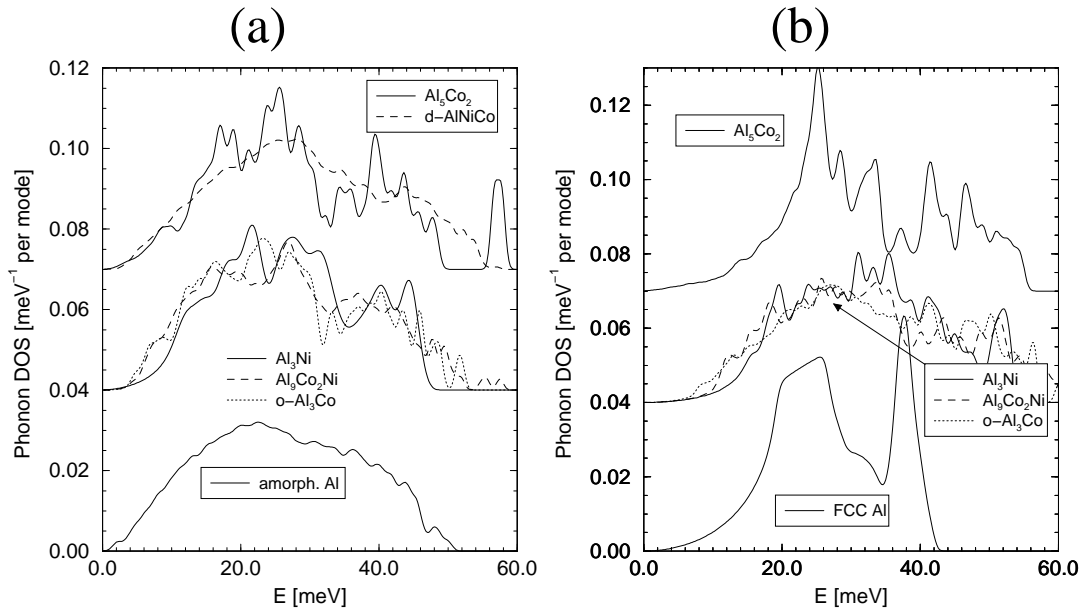 (a)
0.12
0.10
0.08
0.06
0.04
0.02
0.00
Phonon DOS [meV⁻¹ per mode]
Al₅Co₂
d−AlNiCo
Al₃Ni
Al₉Co₂Ni
o−Al₃Co
amorph. Al
0.0 20.0 40.0 60.0
E [meV]
(b)
0.12
0.10
0.08
0.06
0.04
0.02
0.00
Phonon DOS [meV⁻¹ per mode]
Al₅Co₂
Al₃Ni
Al₉Co₂Ni
o−Al₃Co
FCC Al
0.0 20.0 40.0 60.0
E [meV]